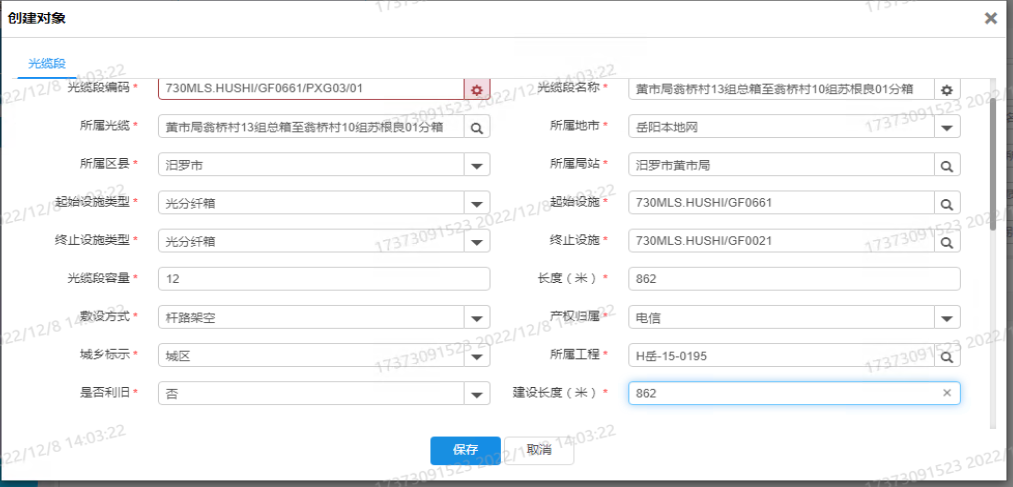 创建对象
光缆段
光缆段编码* 730MLS.HUSHI/GF0661/PXG03/01 光缆段名称* 黄市局翁桥村13组总箱至翁桥村10组苏根良01分箱
所属光缆* 黄市局翁桥村13组总箱至翁桥村10组苏根良01分箱 所属地市* 岳阳本地网
所属区县* 汨罗市 所属局站* 汨罗市黄市局
起始设施类型* 光分纤箱 起始设施* 730MLS.HUSHI/GF0661
终止设施类型* 光分纤箱 终止设施* 730MLS.HUSHI/GF0021
光缆段容量* 12 长度（米）* 862
敷设方式* 杆路架空 产权归属* 电信
城乡标示* 城区 所属工程* H岳-15-0195
是否利旧* 否 建设长度（米）* 862
保存 取消
17373091523 2022/12/8 14:03:22